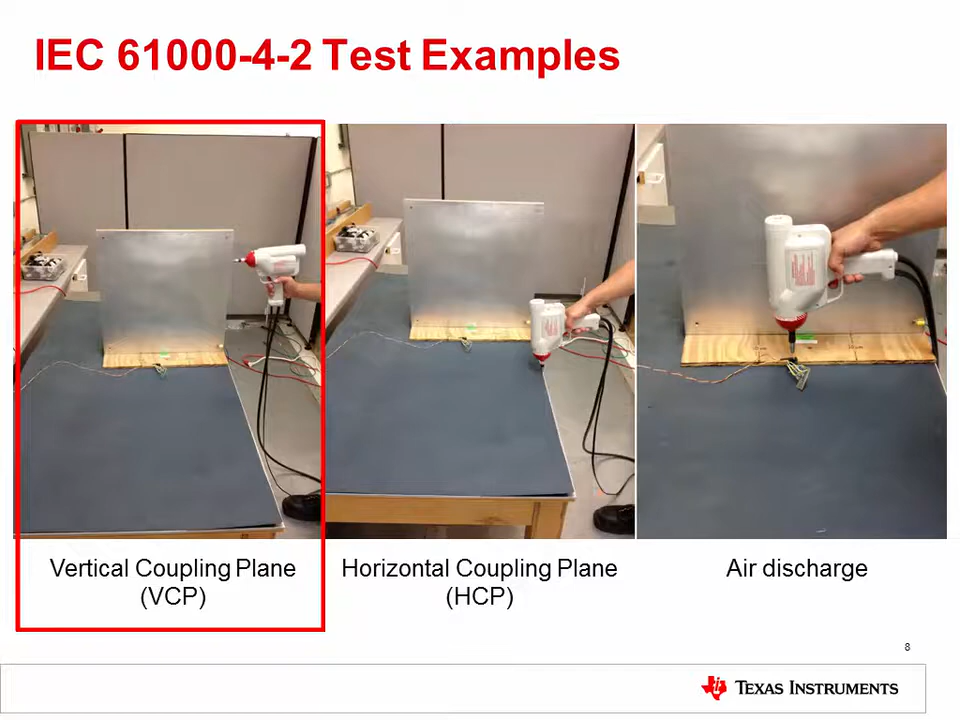 IEC 61000-4-2 Test Examples
Vertical Coupling Plane
(VCP)
Horizontal Coupling Plane
(HCP)
Air discharge
8
TEXAS INSTRUMENTS